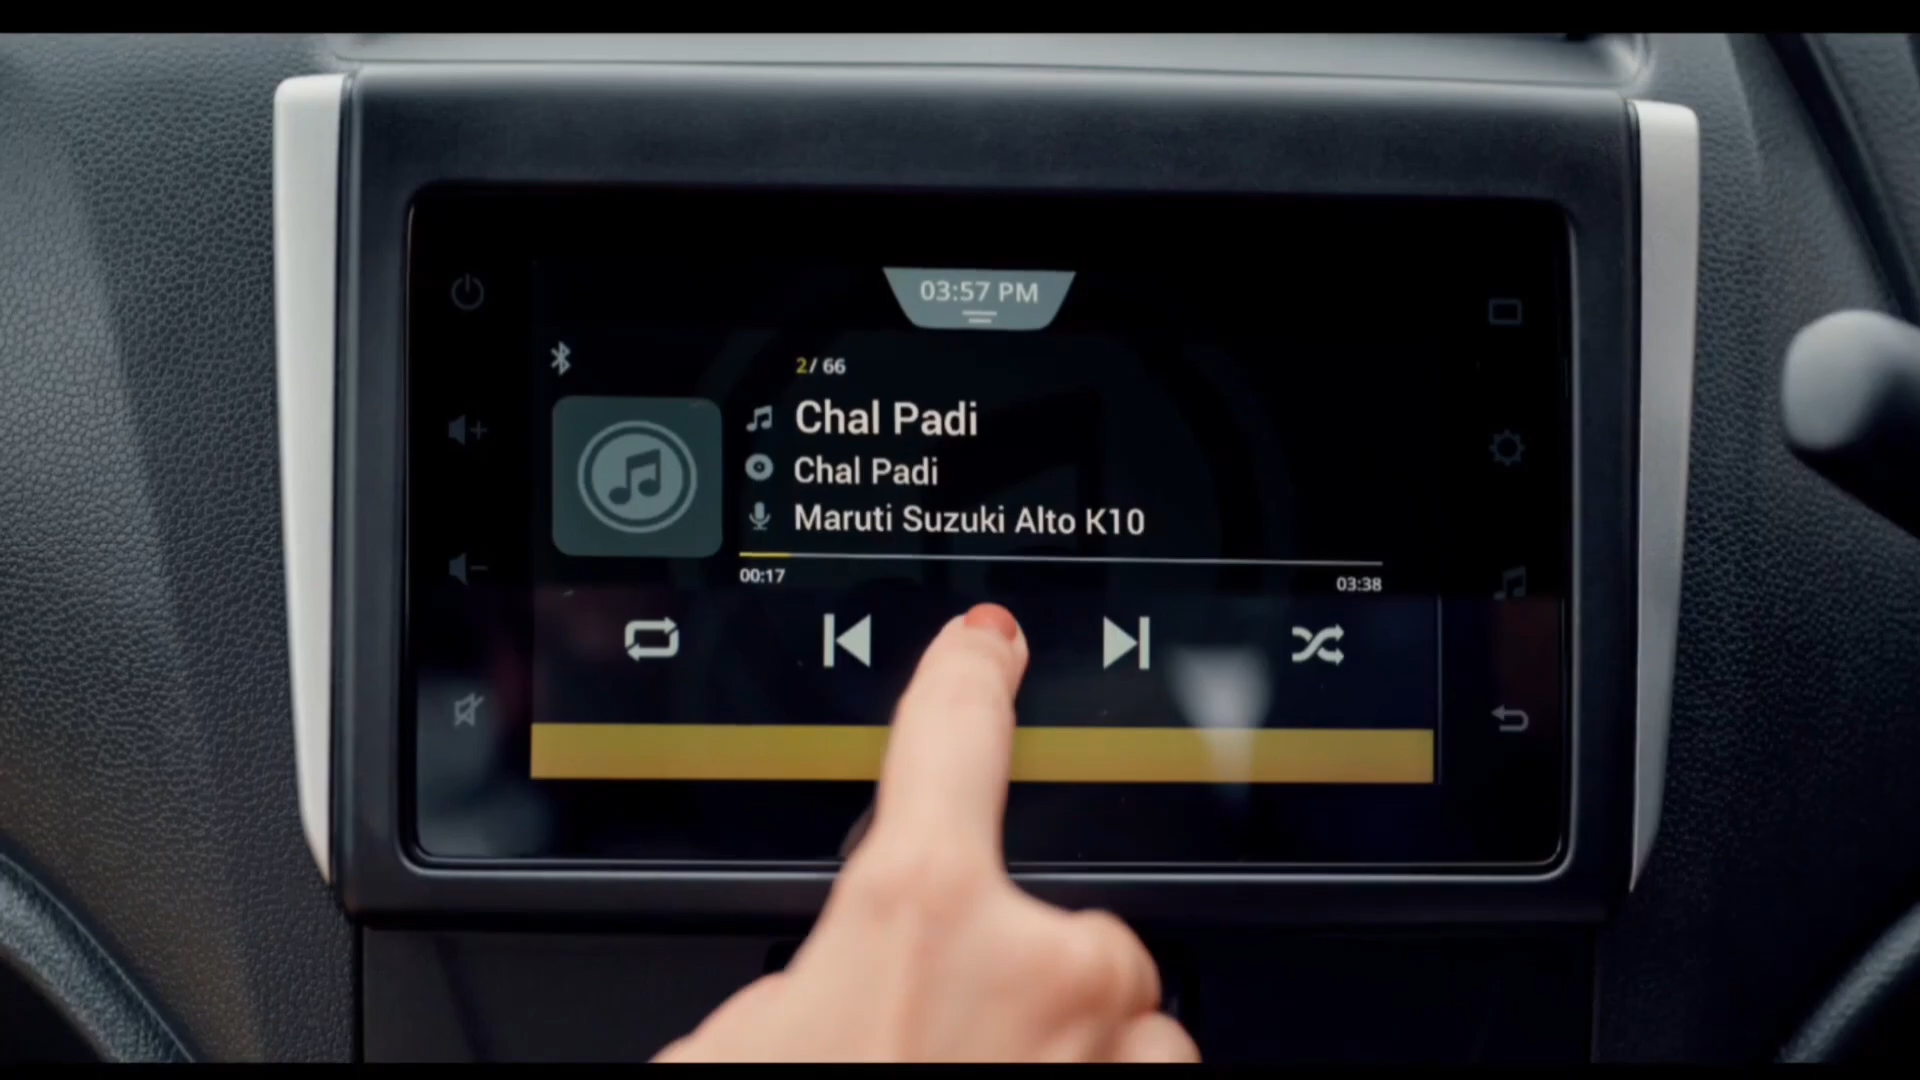 03:57 PM
2/ 66
Chal Padi
Chal Padi
Maruti Suzuki Alto K10
00:17
03:38